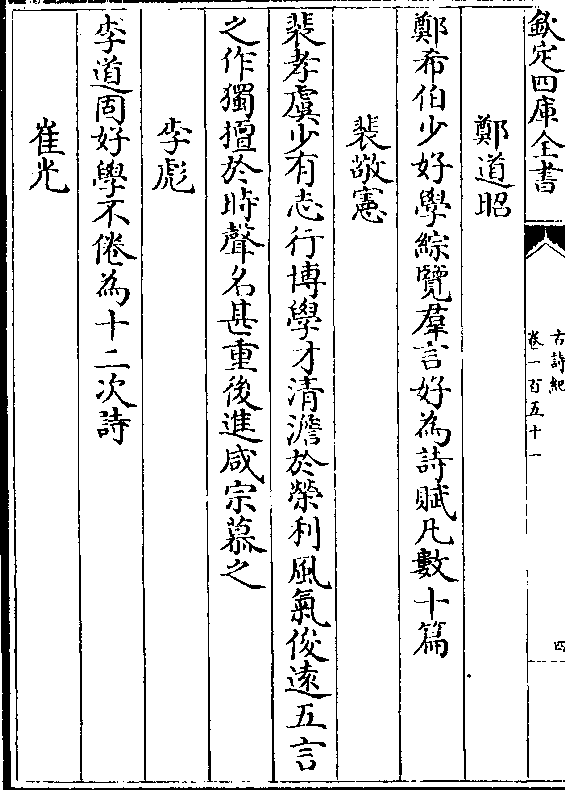 欽定四庫全書
古詩紀
卷一百五十一
四
鄭道昭
鄭希伯少好學綜覽羣言好為詩賦凡數十篇
裴敬憲
裴孝虞少有志行博學才清澹於榮利風氣俊遠五言
之作獨擅於時聲名甚重後進咸宗慕之
李彪
李道固好學不倦為十二次詩
崔光